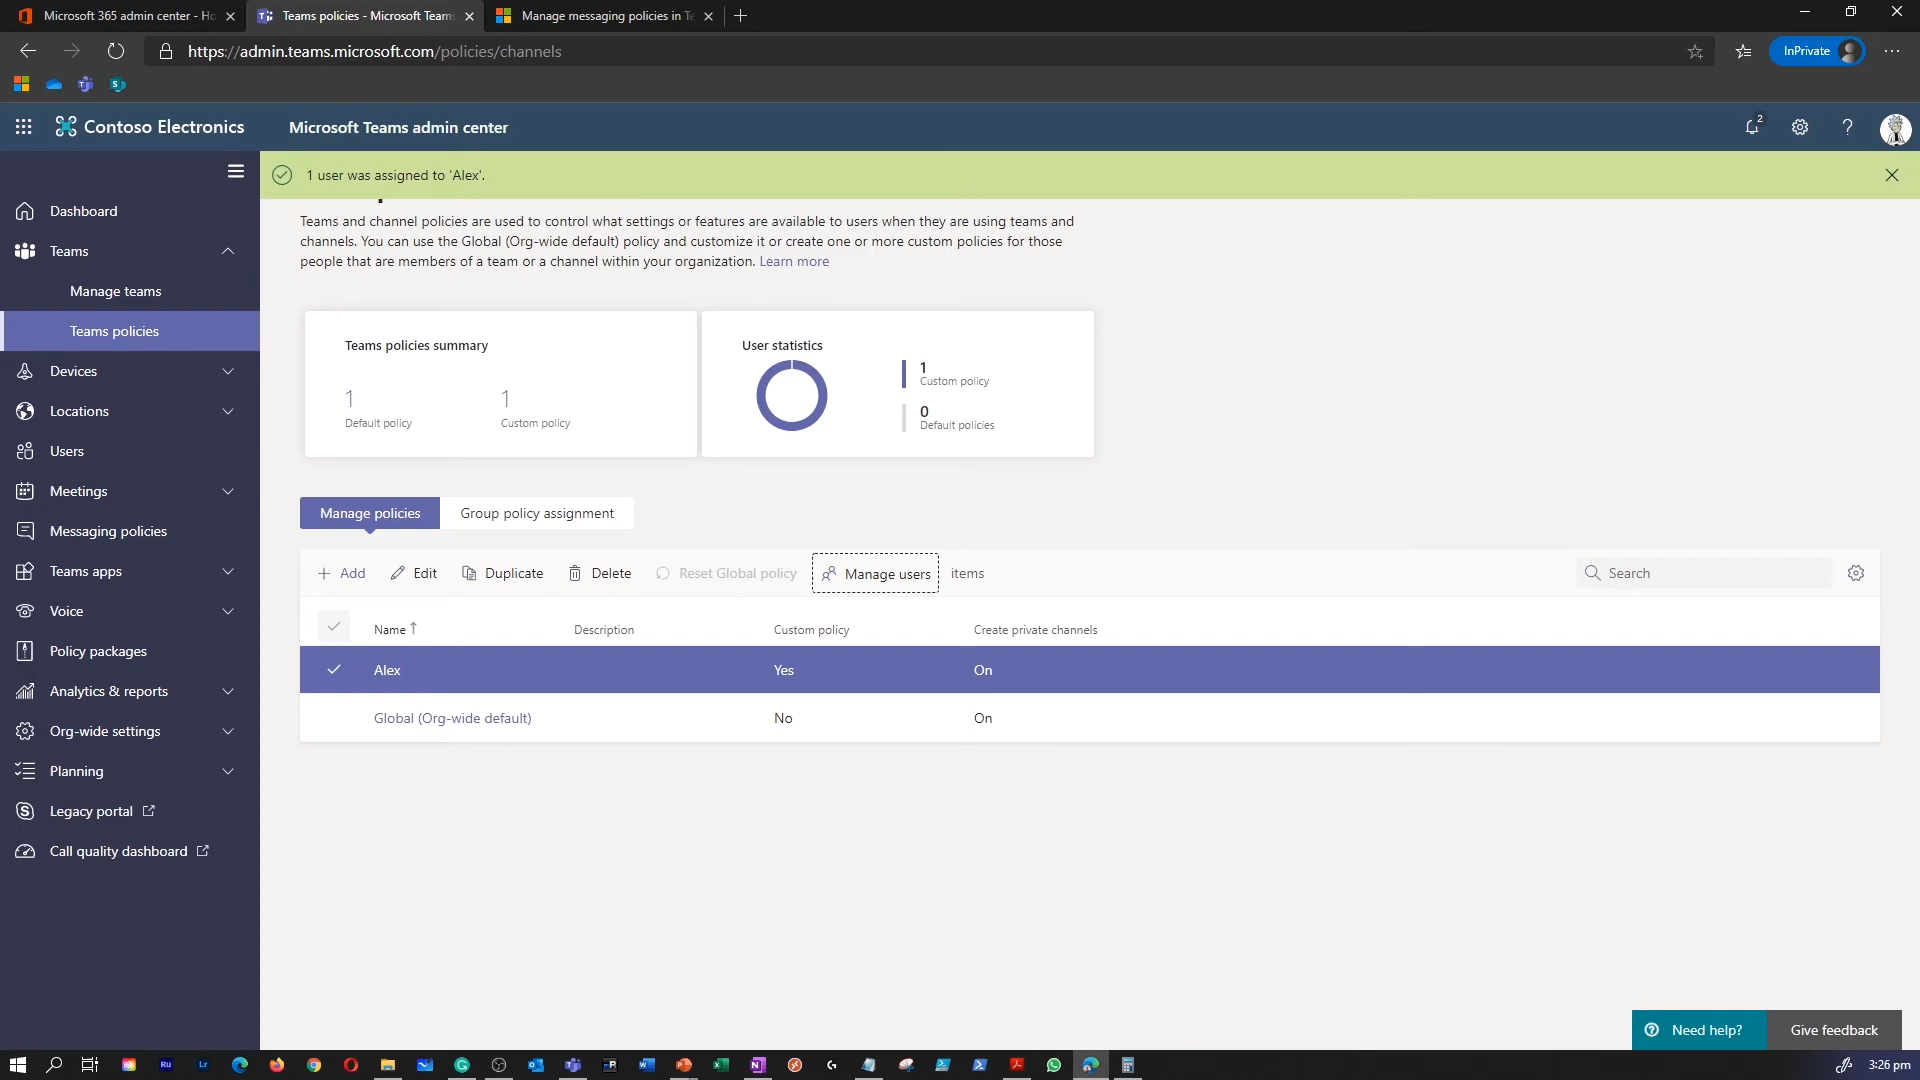 Microsoft 365 admin center - Ho
Teams policies - Microsoft Teams
Manage messaging policies in Te
https://admin.teams.microsoft.com/policies/channels
InPrivate
Contoso Electronics
Microsoft Teams admin center
2
1 user was assigned to 'Alex'.
Dashboard
Teams
Manage teams
Teams policies
Devices
Locations
Users
Meetings
Messaging policies
Teams apps
Voice
Policy packages
Analytics & reports
Org-wide settings
Planning
Legacy portal
Call quality dashboard
Teams and channel policies are used to control what settings or features are available to users when they are using teams and
channels. You can use the Global (Org-wide default) policy and customize it or create one or more custom policies for those
people that are members of a team or a channel within your organization. Learn more
Teams policies summary
1
Default policy
1
Custom policy
User statistics
1
Custom policy
0
Default policies
Manage policies
Group policy assignment
Add
Edit
Duplicate
Delete
Reset Global policy
Manage users
items
Search
Name
Description
Custom policy
Create private channels
Alex
Yes
On
Global (Org-wide default)
No
On
Need help?
Give feedback
3:26 pm